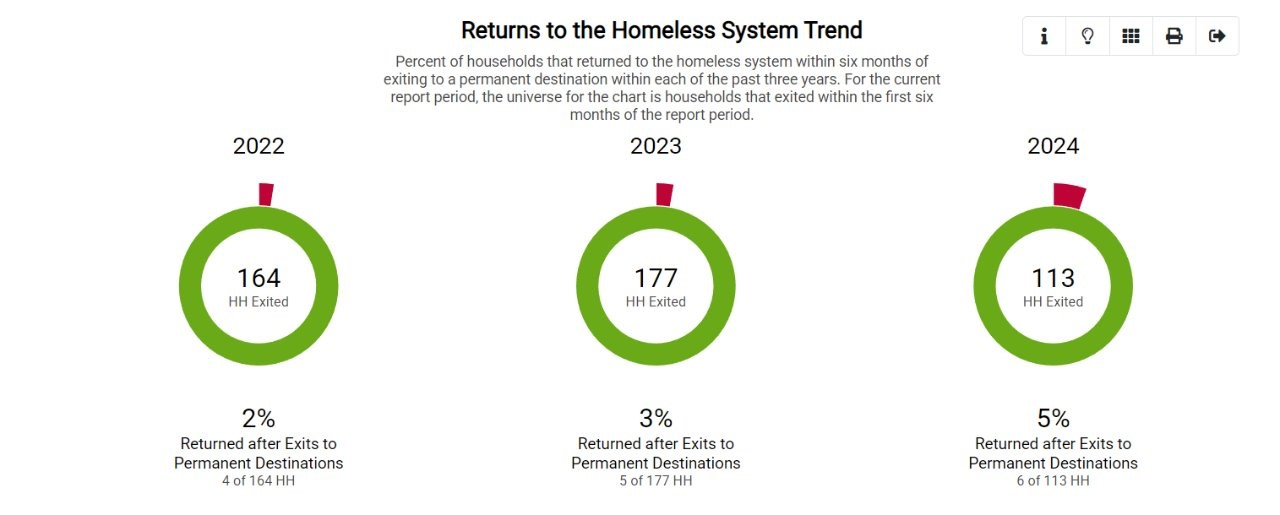 Returns to the Homeless System Trend
Percent of households that returned to the homeless system within six months of
exiting to a permanent destination within each of the past three years. For the current
report period, the universe for the chart is households that exited within the first six
months of the report period.
2022
164
HH Exited
2%
Returned after Exits to
Permanent Destinations
4 of 164 HH
2023
177
HH Exited
3%
Returned after Exits to
Permanent Destinations
5 of 177 HH
2024
113
HH Exited
5%
Returned after Exits to
Permanent Destinations
6 of 113 HH